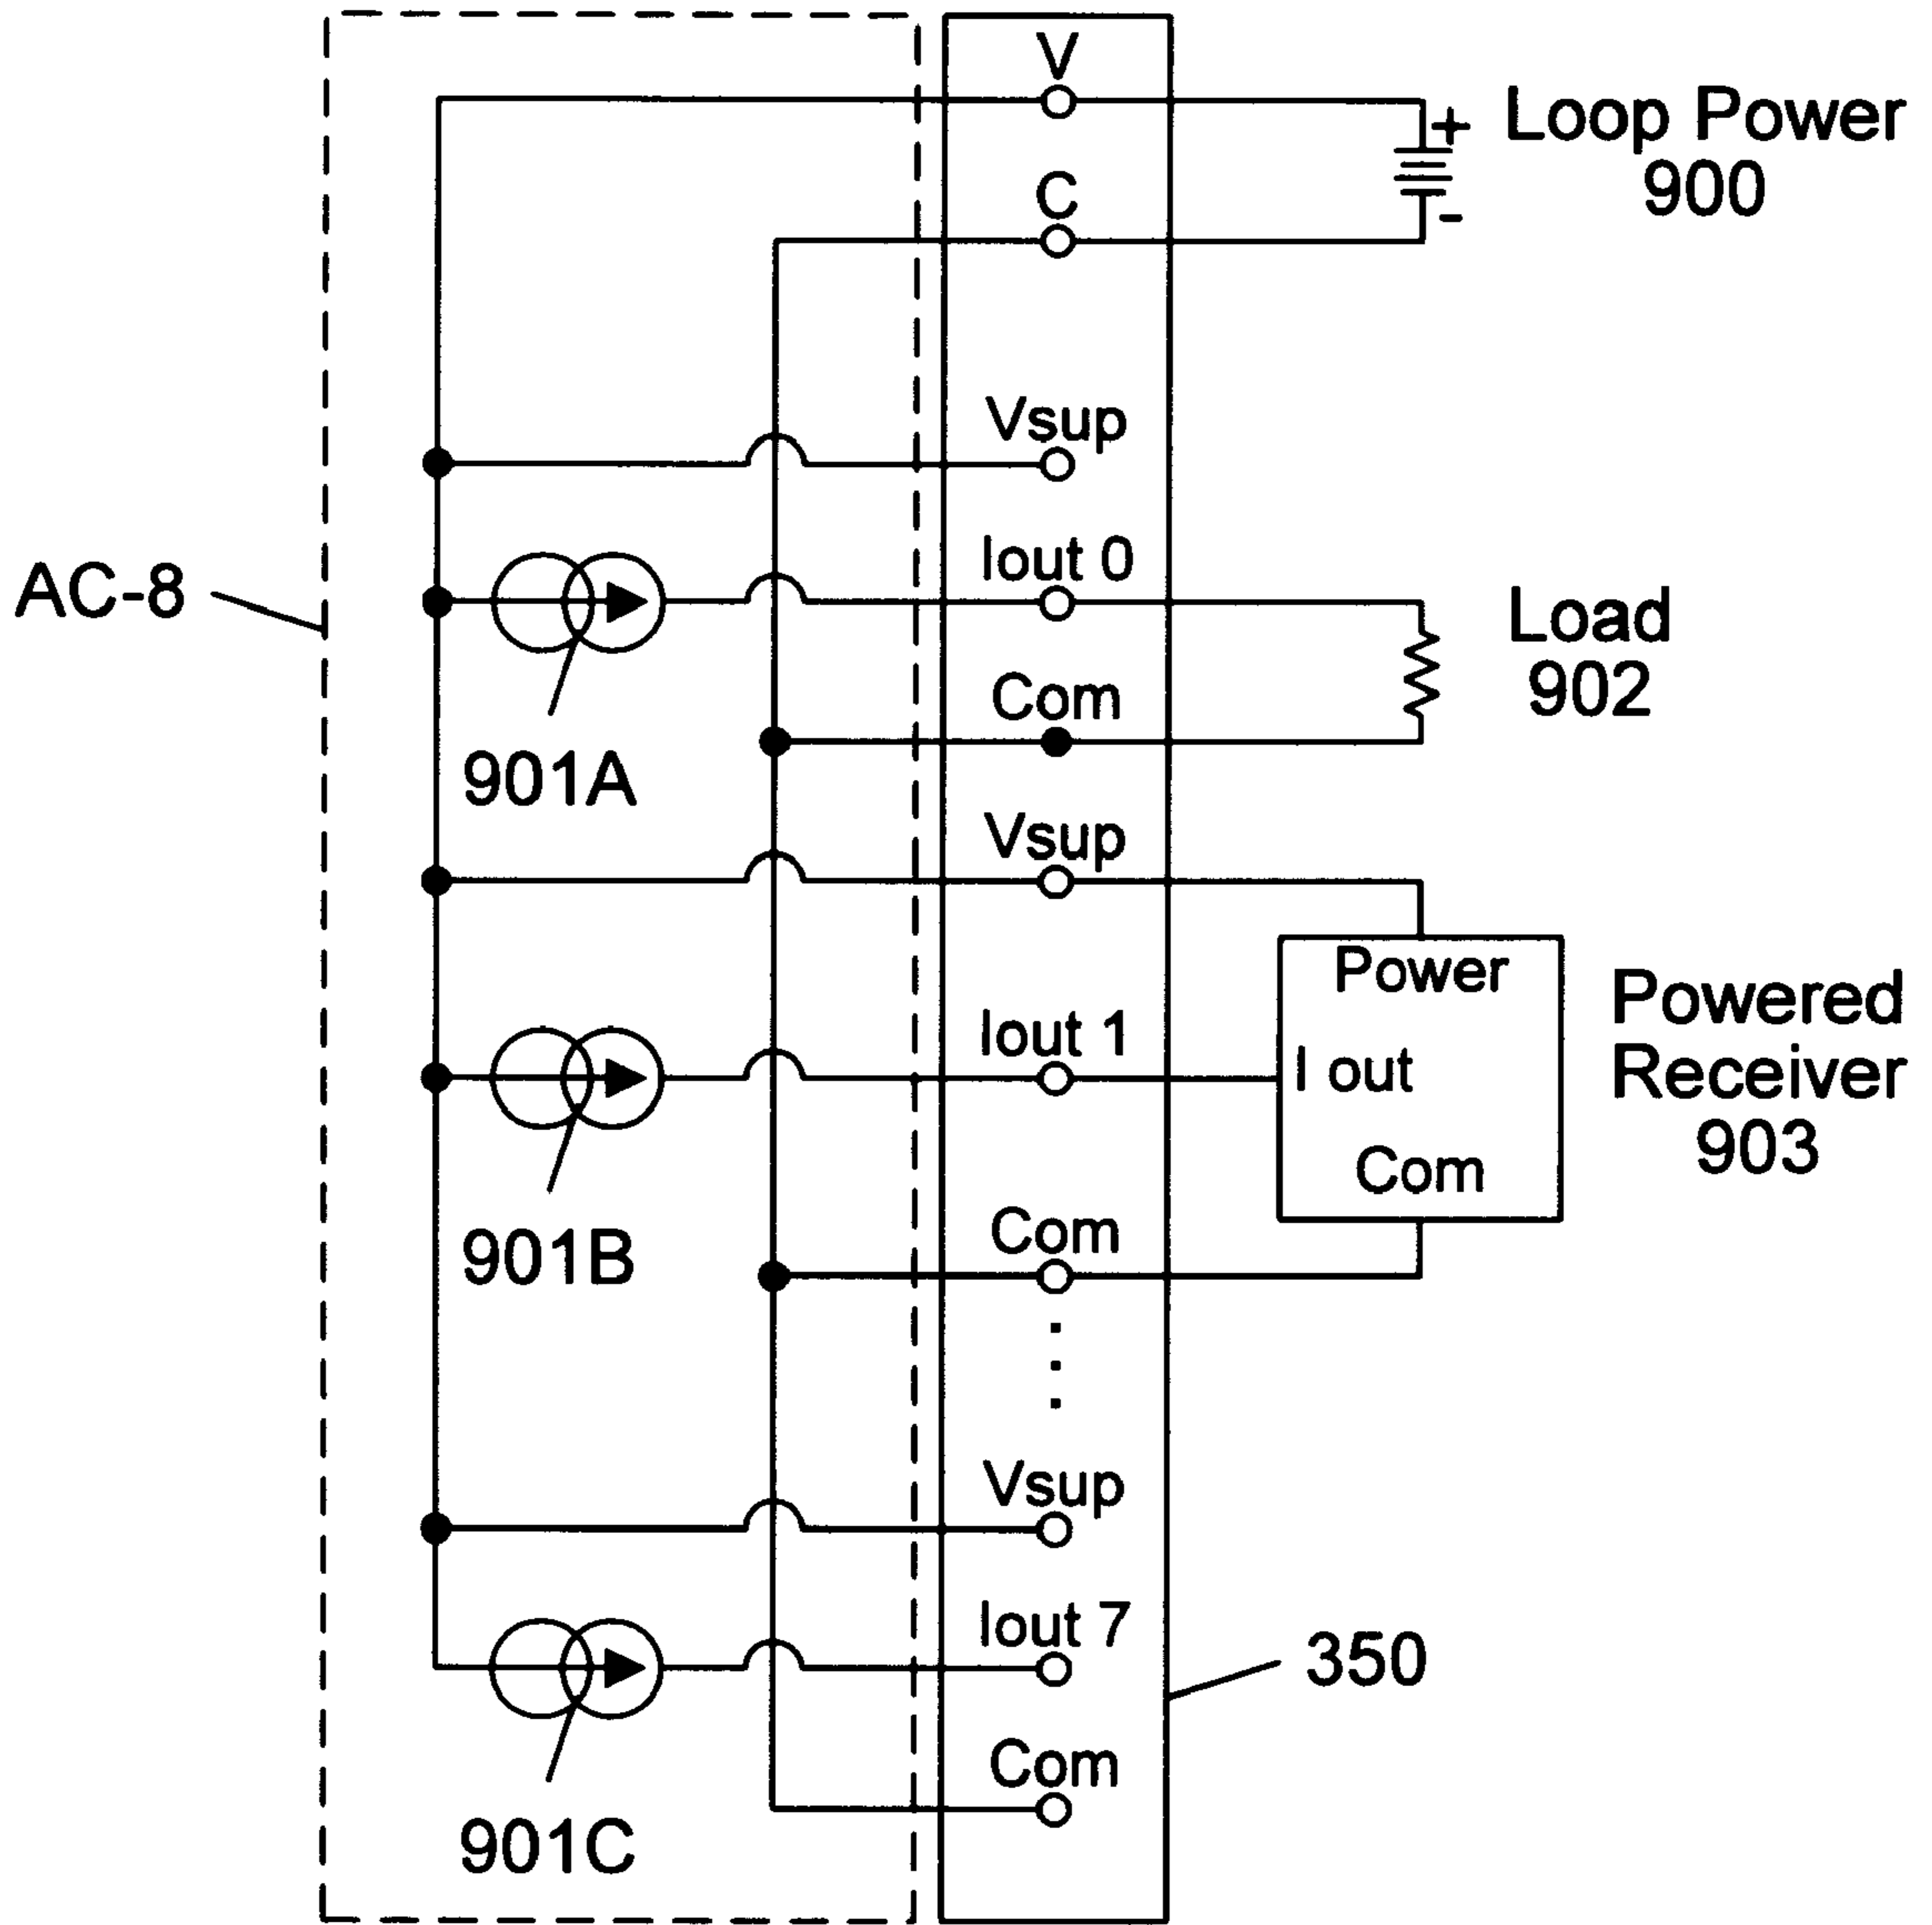 V
+ Loop Power
900
C
-
Vsup
Iout 0
AC-8
Load
902
Com
901A
Vsup
Power
Powered
Iout 1
I out
Receiver
903
Com
Com
901B
Vsup
Iout 7
350
Com
901C